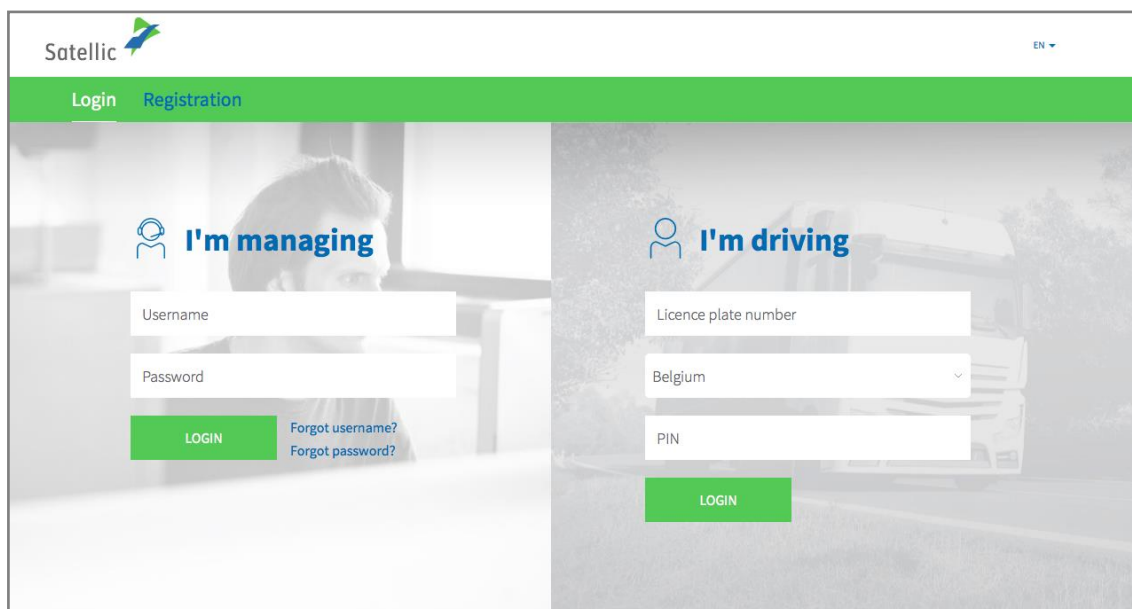 Satellic
EN
Login Registration
I'm managing
Username
Password
LOGIN
Forgot username?
Forgot password?
I'm driving
Licence plate number
Belgium
PIN
LOGIN